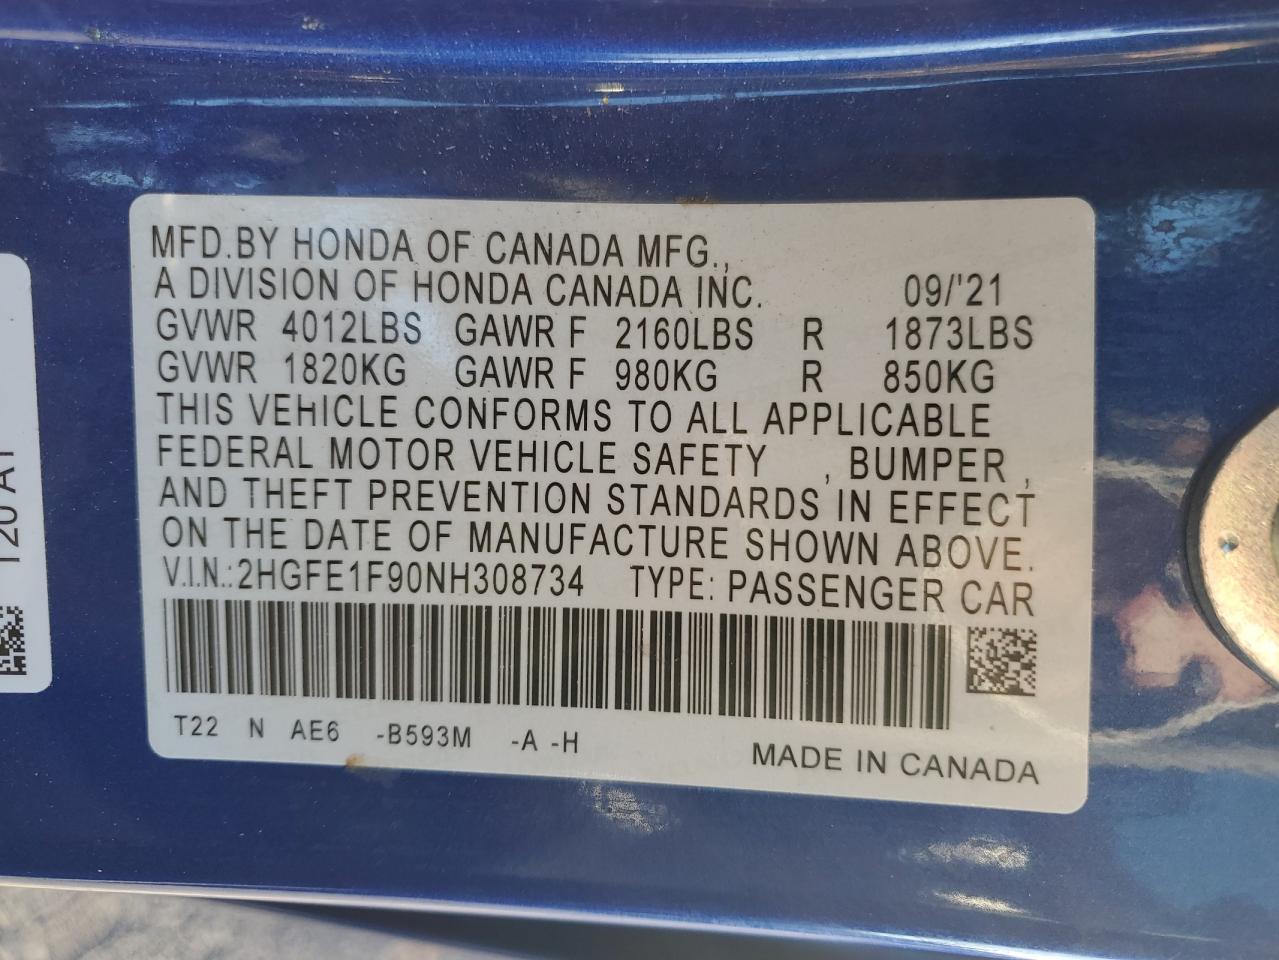 MFD.BY HONDA OF CANADA MFG.,
A DIVISION OF HONDA CANADA INC. 09/'21
GVWR 4012LBS GAWR F 2160LBS R 1873LBS
GVWR 1820KG GAWR F 980KG R 850KG
THIS VEHICLE CONFORMS TO ALL APPLICABLE
FEDERAL MOTOR VEHICLE SAFETY , BUMPER ,
AND THEFT PREVENTION STANDARDS IN EFFECT
ON THE DATE OF MANUFACTURE SHOWN ABOVE.
V.I.N.:2HGFE1F90NH308734 TYPE: PASSENGER CAR
T22 N AE6 -B593M -A -H
MADE IN CANADA